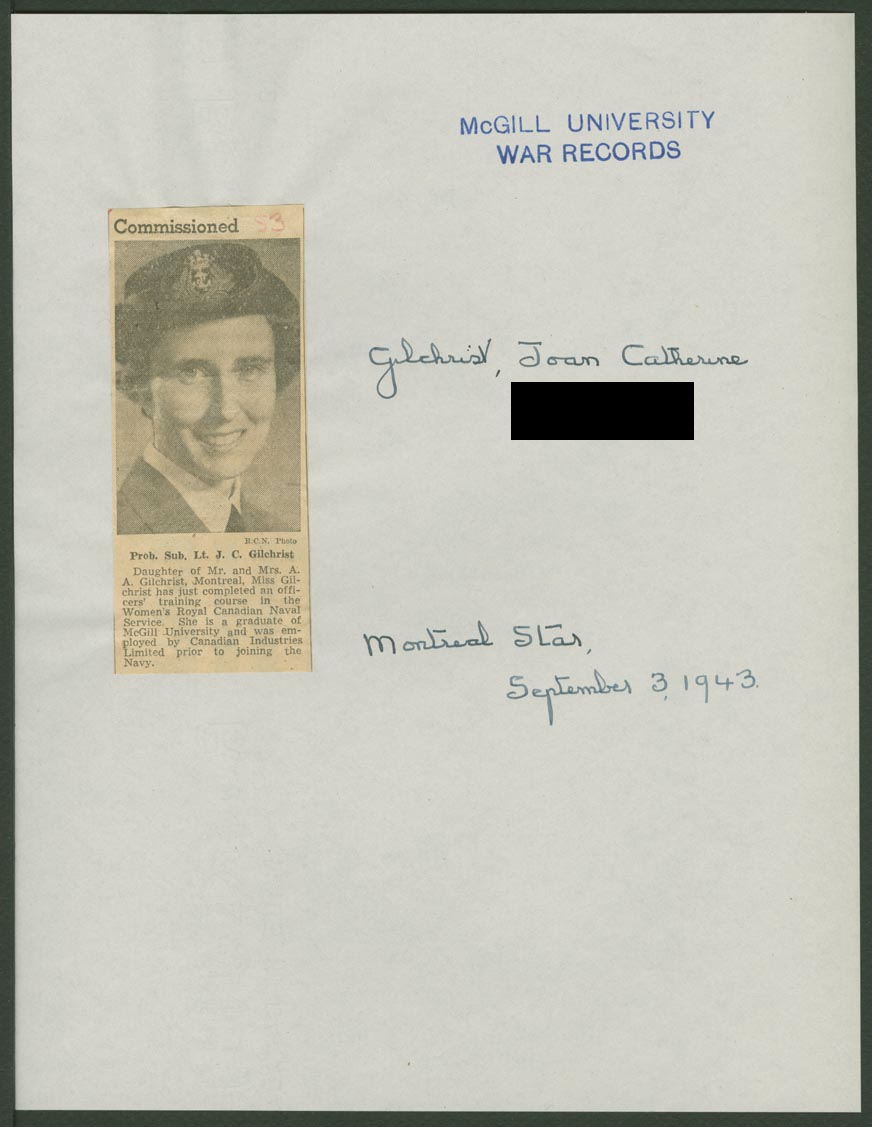 McGILL UNIVERSITY
WAR RECORDS
Commissioned S3
Gilchrist, Joan Catherine
R.C.N. Photo
Prob. Sub. Lt. J. C. Gilchrist
Daughter of Mr. and Mrs. A.
A. Gilchrist, Montreal, Miss Gil-
christ has just completed an offi-
cers' training course in the
Women's Royal Canadian Naval
Service. She is a graduate of
McGill University and was em-
ployed by Canadian Industries
Limited prior to joining the
Navy.
Montreal Star,
September 3, 1943.